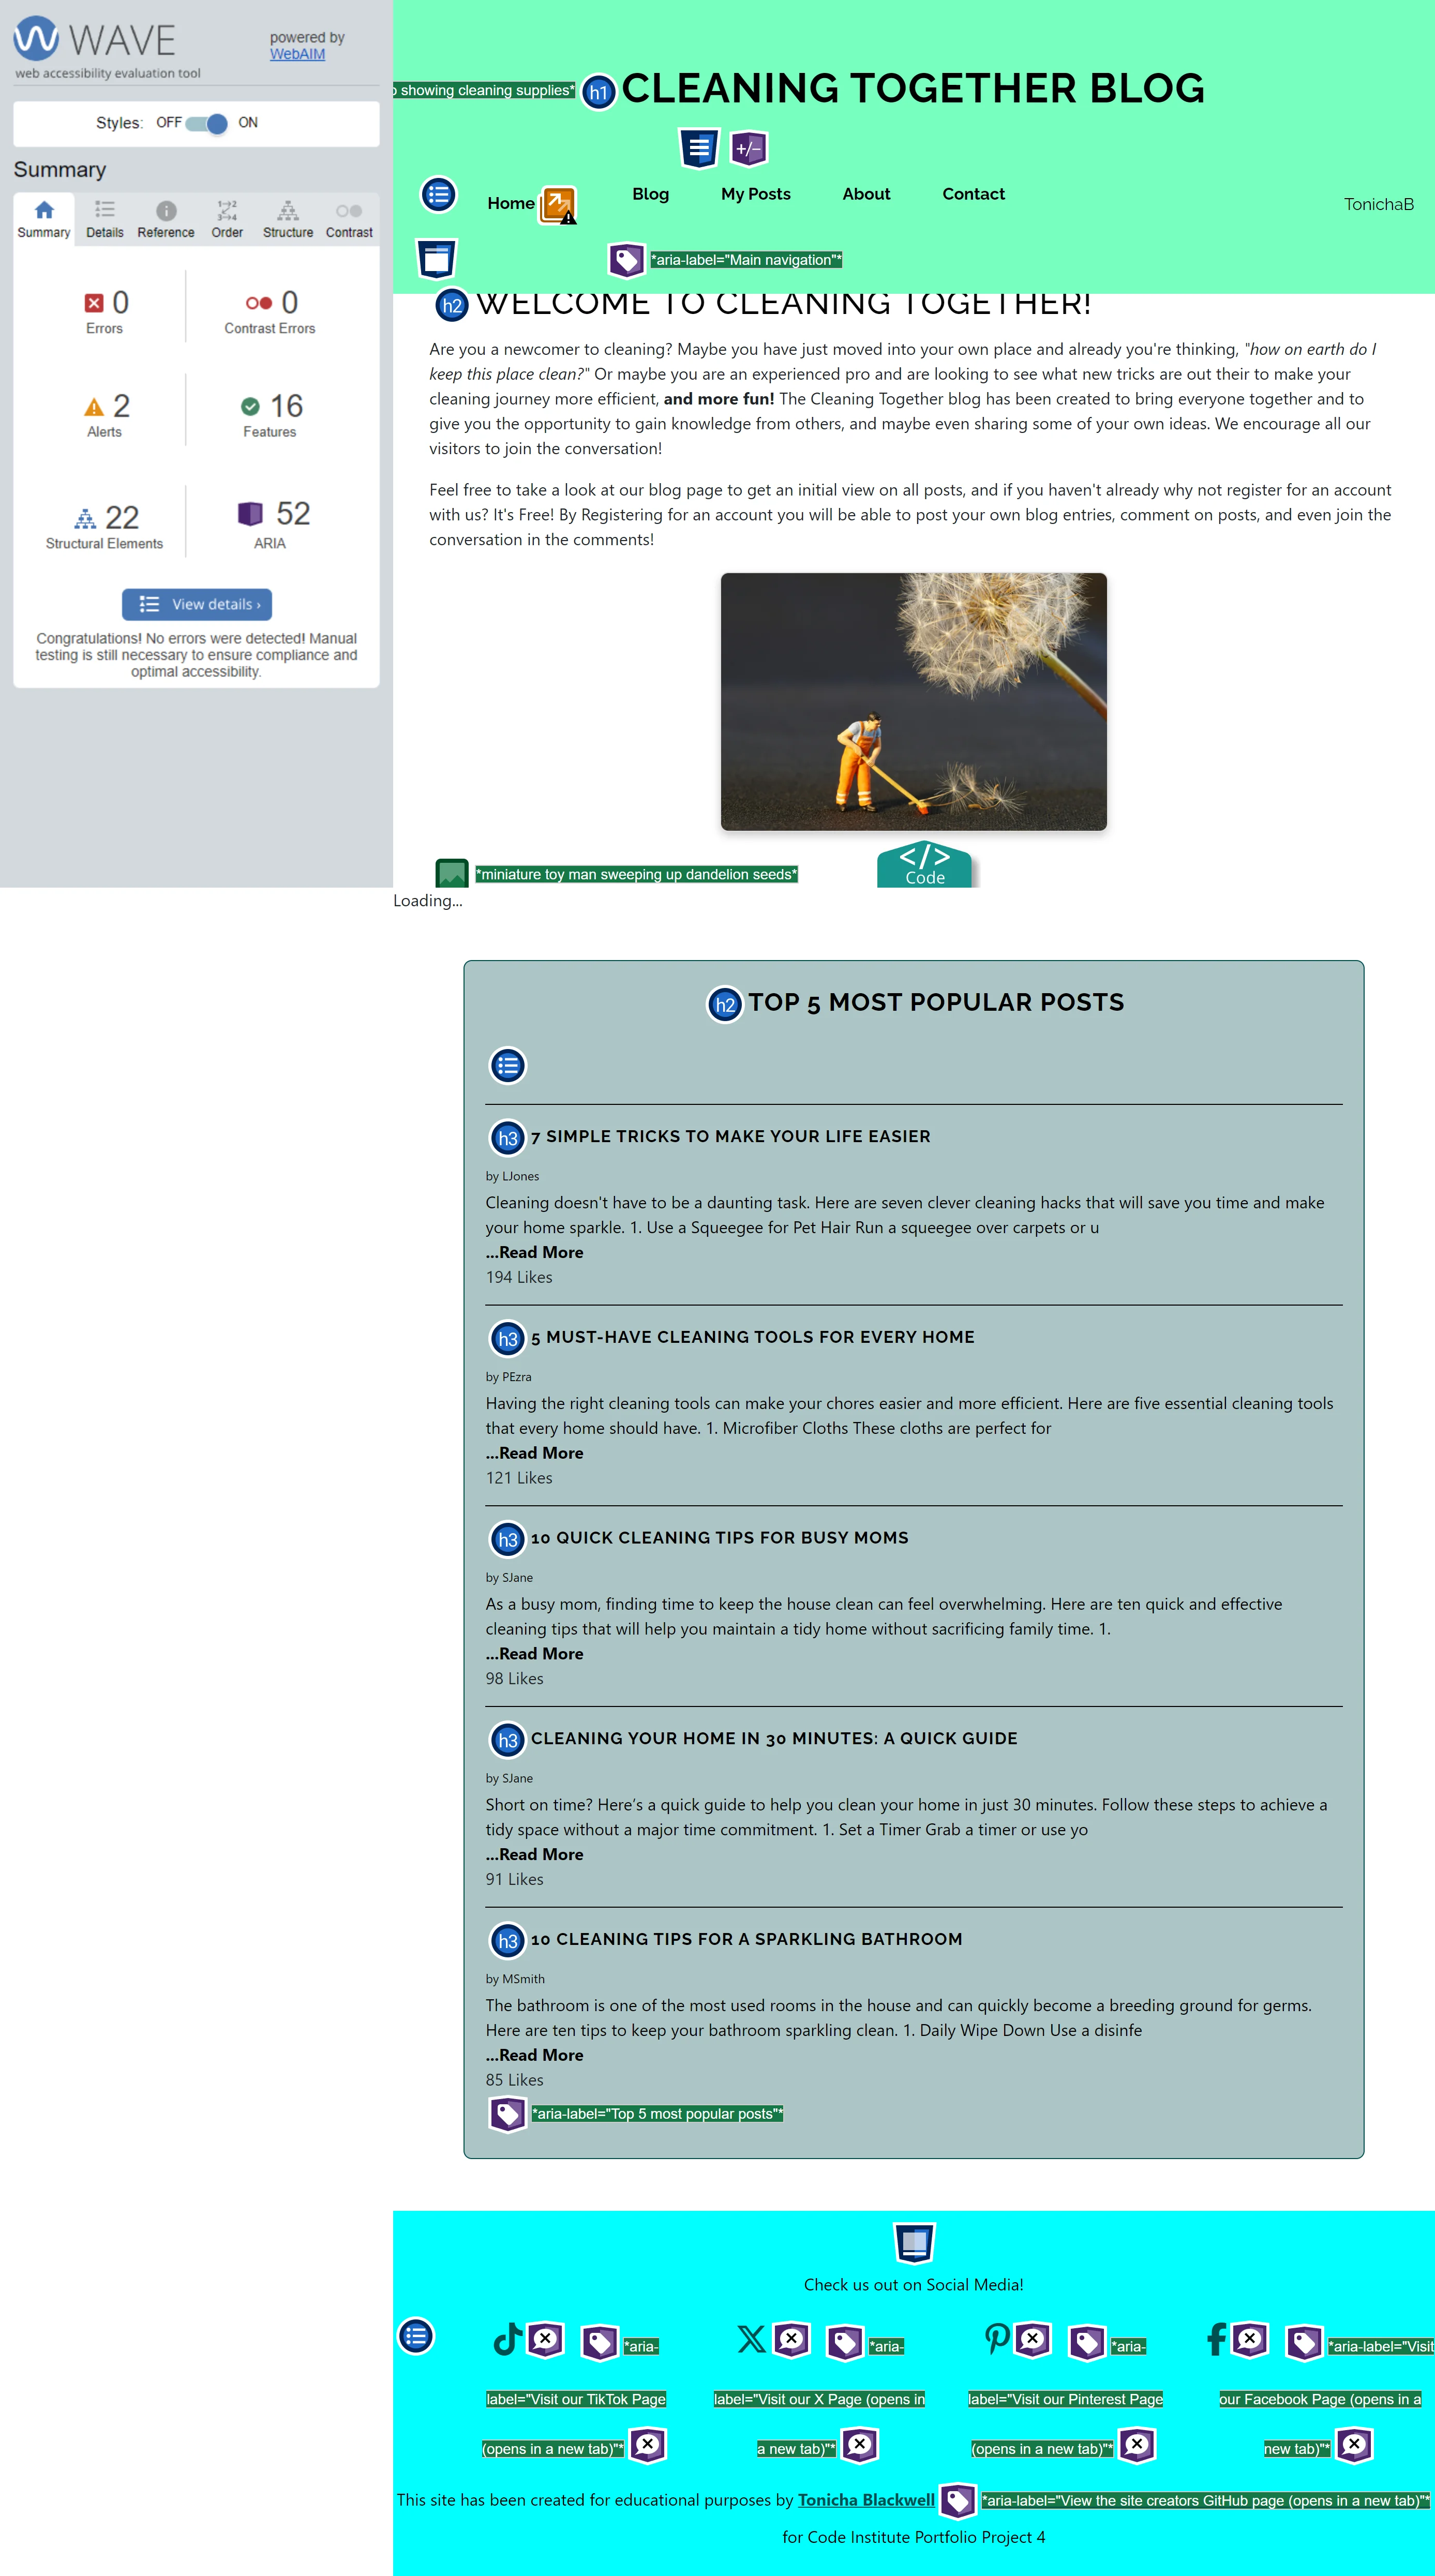 WAVE
powered by
WebAIM
web accessibility evaluation tool
Styles: OFF ON
Summary
Summary Details Reference Order Structure Contrast
0
Errors
0
Contrast Errors
2
Alerts
16
Features
22
Structural Elements
52
ARIA
View details ›
Congratulations! No errors were detected! Manual
testing is still necessary to ensure compliance and
optimal accessibility.
showing cleaning supplies*
h1 CLEANING TOGETHER BLOG
+/-
Home Blog My Posts About Contact TonichaB
*aria-label="Main navigation"*
h2 WELCOME TO CLEANING TOGETHER!
Are you a newcomer to cleaning? Maybe you have just moved into your own place and already you're thinking, "how on earth do I
keep this place clean?" Or maybe you are an experienced pro and are looking to see what new tricks are out their to make your
cleaning journey more efficient, and more fun! The Cleaning Together blog has been created to bring everyone together and to
give you the opportunity to gain knowledge from others, and maybe even sharing some of your own ideas. We encourage all our
visitors to join the conversation!
Feel free to take a look at our blog page to get an initial view on all posts, and if you haven't already why not register for an account
with us? It's Free! By Registering for an account you will be able to post your own blog entries, comment on posts, and even join the
conversation in the comments!
*miniature toy man sweeping up dandelion seeds*
</>
Code
Loading...
h2 TOP 5 MOST POPULAR POSTS
h3 7 SIMPLE TRICKS TO MAKE YOUR LIFE EASIER
by LJones
Cleaning doesn't have to be a daunting task. Here are seven clever cleaning hacks that will save you time and make
your home sparkle. 1. Use a Squeegee for Pet Hair Run a squeegee over carpets or u
...Read More
194 Likes
h3 5 MUST-HAVE CLEANING TOOLS FOR EVERY HOME
by PEzra
Having the right cleaning tools can make your chores easier and more efficient. Here are five essential cleaning tools
that every home should have. 1. Microfiber Cloths These cloths are perfect for
...Read More
121 Likes
h3 10 QUICK CLEANING TIPS FOR BUSY MOMS
by SJane
As a busy mom, finding time to keep the house clean can feel overwhelming. Here are ten quick and effective
cleaning tips that will help you maintain a tidy home without sacrificing family time. 1.
...Read More
98 Likes
h3 CLEANING YOUR HOME IN 30 MINUTES: A QUICK GUIDE
by SJane
Short on time? Here's a quick guide to help you clean your home in just 30 minutes. Follow these steps to achieve a
tidy space without a major time commitment. 1. Set a Timer Grab a timer or use yo
...Read More
91 Likes
h3 10 CLEANING TIPS FOR A SPARKLING BATHROOM
by MSmith
The bathroom is one of the most used rooms in the house and can quickly become a breeding ground for germs.
Here are ten tips to keep your bathroom sparkling clean. 1. Daily Wipe Down Use a disinfe
...Read More
85 Likes
*aria-label="Top 5 most popular posts"*
Check us out on Social Media!
*aria-
label="Visit our TikTok Page
(opens in a new tab)"*
*aria-
label="Visit our X Page (opens in
a new tab)"*
*aria-
label="Visit our Pinterest Page
(opens in a new tab)"*
*aria-label="Visit
our Facebook Page (opens in a
new tab)"*
This site has been created for educational purposes by Tonicha Blackwell *aria-label="View the site creators GitHub page (opens in a new tab)"*
for Code Institute Portfolio Project 4